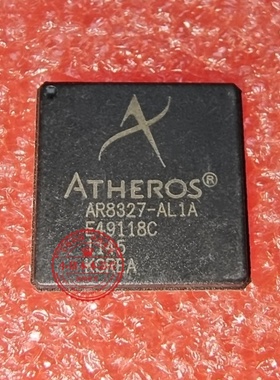 ATHEROS®
AR8327-AL1A
E49118C
1145
KOREA